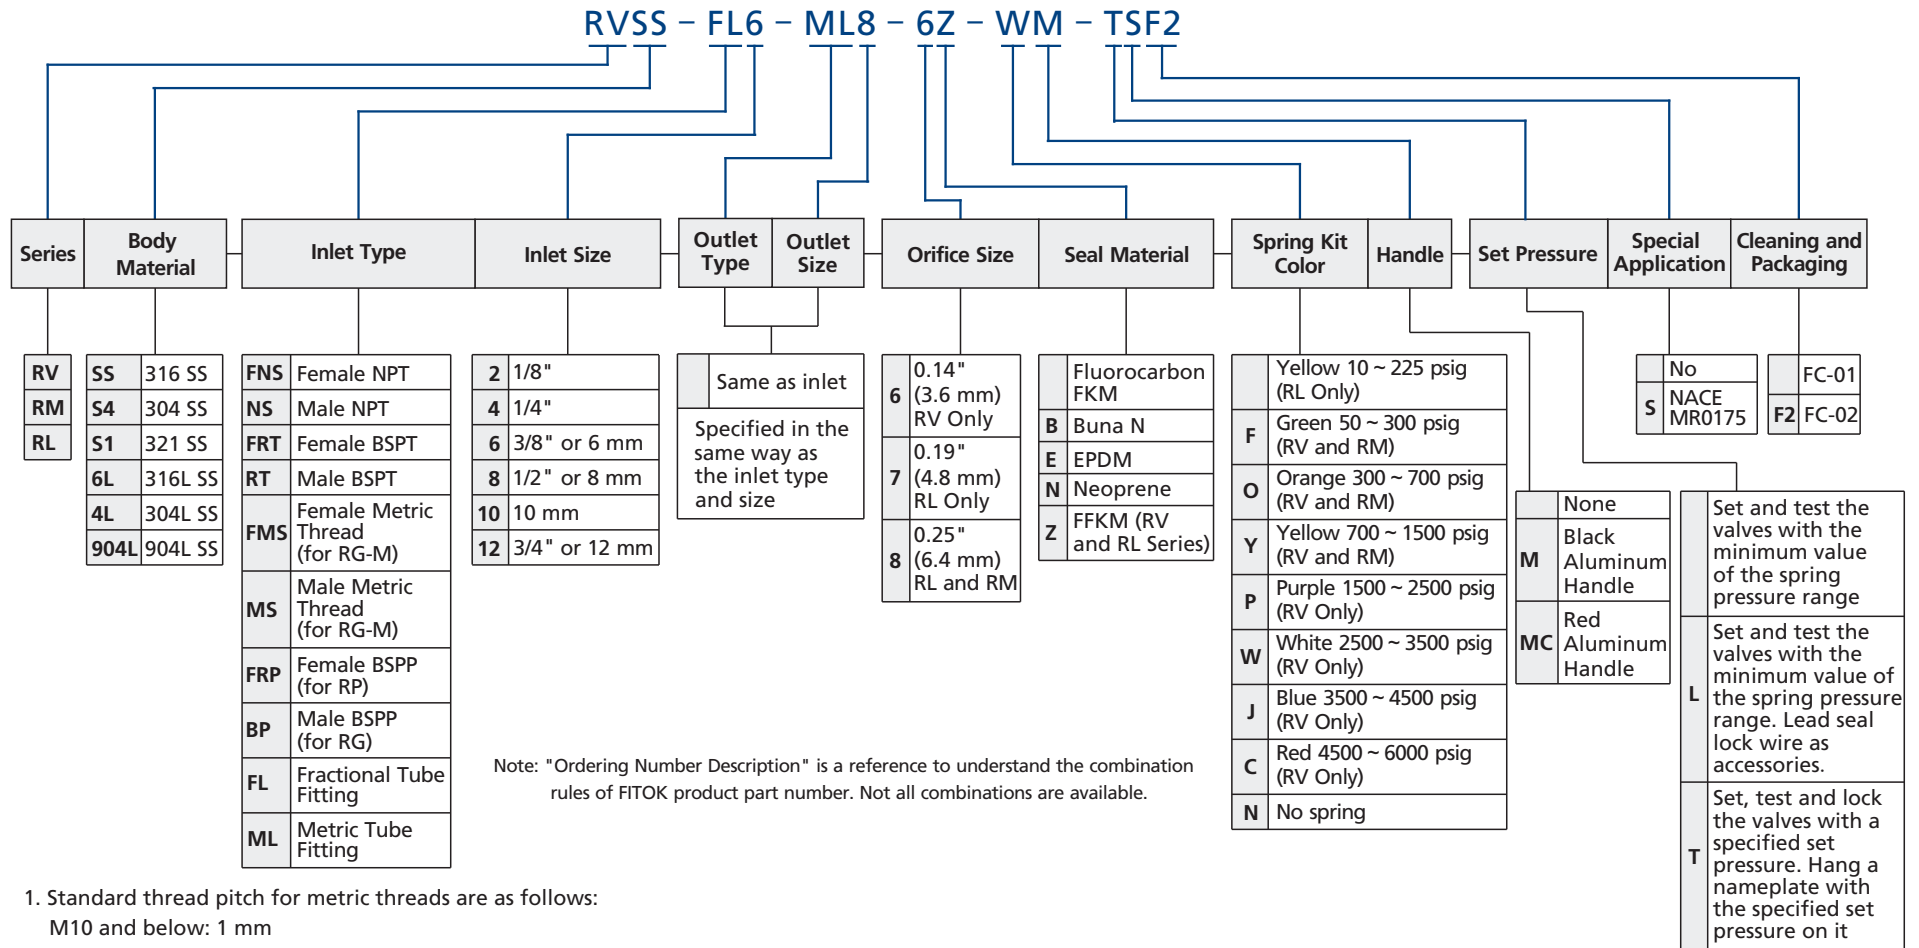 RVSS – FL6 – ML8 – 6Z – WM – TSF2
Series
Body
Material
Inlet Type
Inlet Size
Outlet
Type
Outlet
Size
Orifice Size
Seal Material
Spring Kit
Color
Handle
Set Pressure
Special
Application
Cleaning and
Packaging
RV
RM
RL
SS 316 SS
S4 304 SS
S1 321 SS
6L 316L SS
4L 304L SS
904L 904L SS
FNS Female NPT
NS Male NPT
FRT Female BSPT
RT Male BSPT
FMS Female Metric
Thread
(for RG-M)
MS Male Metric
Thread
(for RG-M)
FRP Female BSPP
(for RP)
BP Male BSPP
(for RG)
FL Fractional Tube
Fitting
ML Metric Tube
Fitting
2 1/8"
4 1/4"
6 3/8" or 6 mm
8 1/2" or 8 mm
10 10 mm
12 3/4" or 12 mm
Same as inlet
Specified in the
same way as
the inlet type
and size
6 0.14"
(3.6 mm)
RV Only
7 0.19"
(4.8 mm)
RL Only
8 0.25"
(6.4 mm)
RL and RM
Fluorocarbon
FKM
B Buna N
E EPDM
N Neoprene
Z FFKM (RV
and RL Series)
Yellow 10 ~ 225 psig
(RL Only)
F Green 50 ~ 300 psig
(RV and RM)
O Orange 300 ~ 700 psig
(RV and RM)
Y Yellow 700 ~ 1500 psig
(RV and RM)
P Purple 1500 ~ 2500 psig
(RV Only)
W White 2500 ~ 3500 psig
(RV Only)
J Blue 3500 ~ 4500 psig
(RV Only)
C Red 4500 ~ 6000 psig
(RV Only)
N No spring
None
M Black
Aluminum
Handle
MC Red
Aluminum
Handle
Set and test the
valves with the
minimum value
of the spring
pressure range
L Set and test the
valves with the
minimum value of
the spring pressure
range. Lead seal
lock wire as
accessories.
T Set, test and lock
the valves with a
specified set
pressure. Hang a
nameplate with
the specified set
pressure on it
No
S NACE
MR0175
FC-01
F2 FC-02
Note: "Ordering Number Description" is a reference to understand the combination
rules of FITOK product part number. Not all combinations are available.
1. Standard thread pitch for metric threads are as follows:
M10 and below: 1 mm